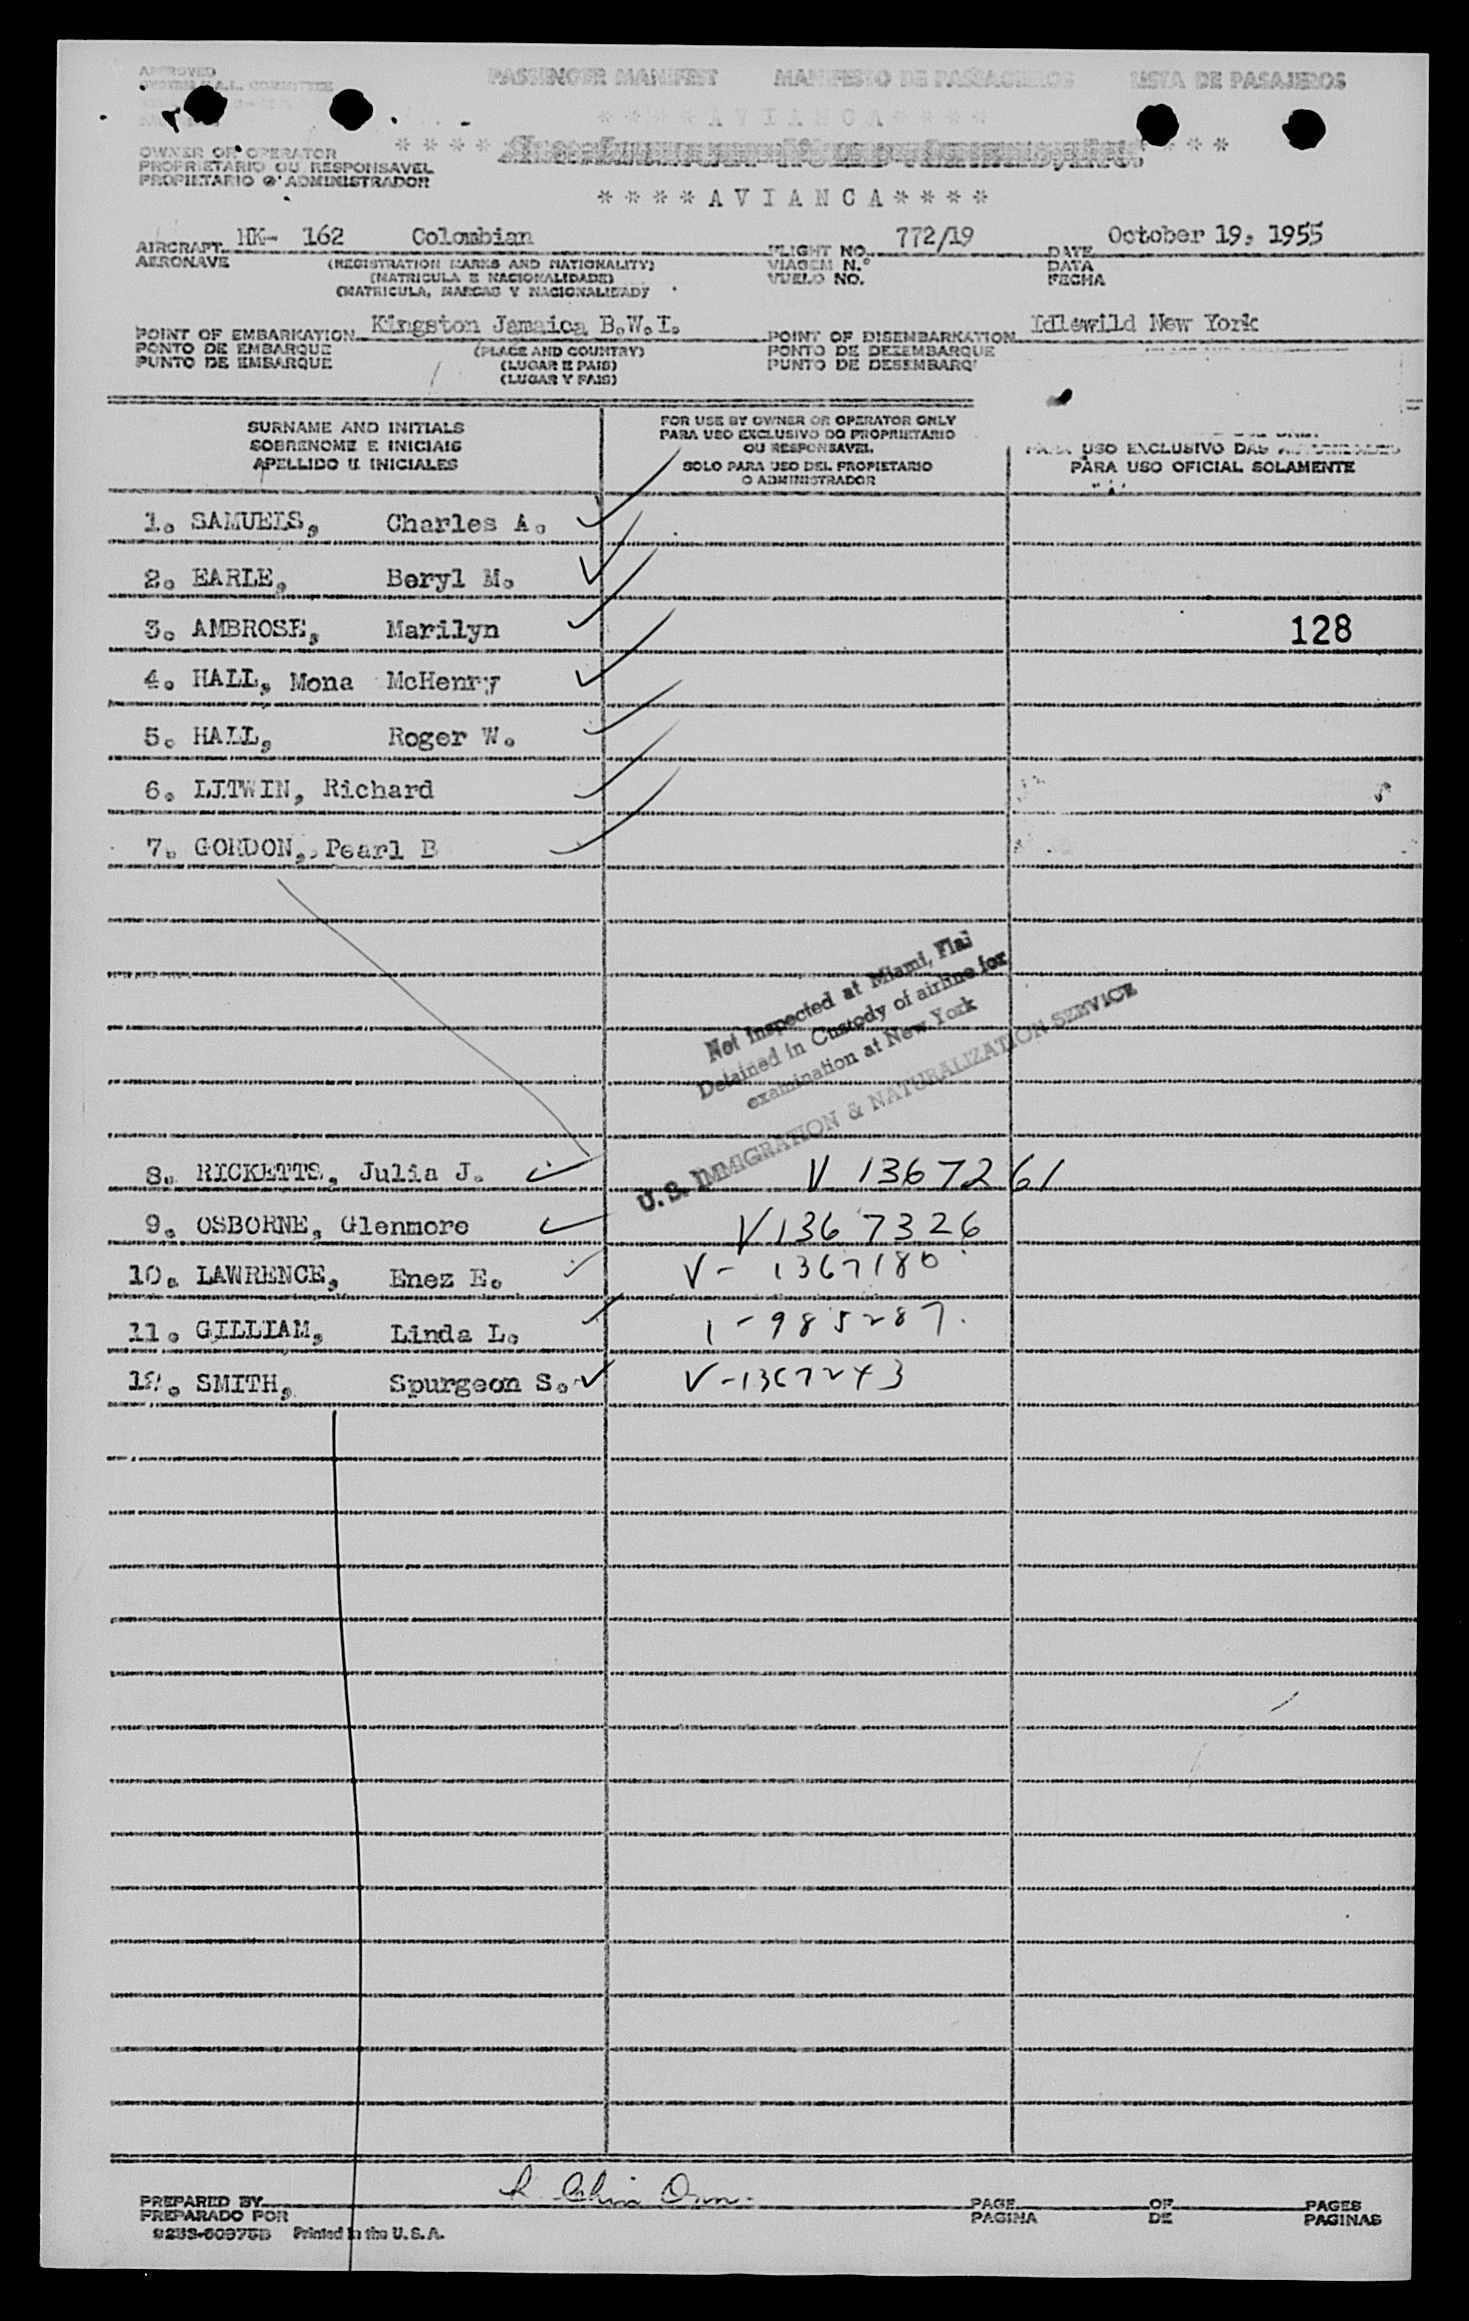 APPROVED
PASSENGER MANIFEST MANIFESTO DE PASSAGEIROS LISTA DE PASAJEROS
* * * * A V I A N C A * * * *
OWNER OR OPERATOR
PROPRIETARIO OU RESPONSAVEL
PROPIETARIO O ADMINISTRADOR
* * * * A V I A N C A * * * *
AIRCRAFT HK- 162 Colombian FLIGHT NO. 772/19 DATE October 19, 1955
AERONAVE (REGISTRATION MARKS AND NATIONALITY) VIAGEM N.º DATA
(MATRICULA E NACIONALIDADE) VUELO NO. FECHA
(MATRICULA, MARCAS Y NACIONALIDAD)
POINT OF EMBARKATION Kingston Jamaica B.W.I. POINT OF DISEMBARKATION Idlewild New York
PONTO DE EMBARQUE (PLACE AND COUNTRY) PONTO DE DEZEMBARQUE
PUNTO DE EMBARQUE (LUGAR E PAIS) PUNTO DE DESEMBARQ
(LUGAR Y PAIS)
SURNAME AND INITIALS
SOBRENOME E INICIAIS
APELLIDO U INICIALES
FOR USE BY OWNER OR OPERATOR ONLY
PARA USO EXCLUSIVO DO PROPRIETARIO
OU RESPONSAVEL
SOLO PARA USO DEL PROPIETARIO
O ADMINISTRADOR
PARA USO EXCLUSIVO DAS AUTORIDADES
PARA USO OFICIAL SOLAMENTE
1. SAMUELS, Charles A.
2. EARLE, Beryl M.
3. AMBROSE, Marilyn 128
4. HALL, Mona McHenry
5. HALL, Roger W.
6. LITWIN, Richard
7. GORDON, Pearl B
Not Inspected at Miami, Fla.
Detained in Custody of airline for
examination at New York
U. S. IMMIGRATION & NATURALIZATION SERVICE
8. RICKETTS, Julia J. V 1367261
9. OSBORNE, Glenmore V1367326
10. LAWRENCE, Enez E. V- 1367180
11. GILLIAM, Linda L. 1-985287.
12. SMITH, Spurgeon S. V-1367243
PREPARED BY PAGE OF PAGES
PREPARADO POR PAGINA DE PAGINAS
Printed in the U. S. A.